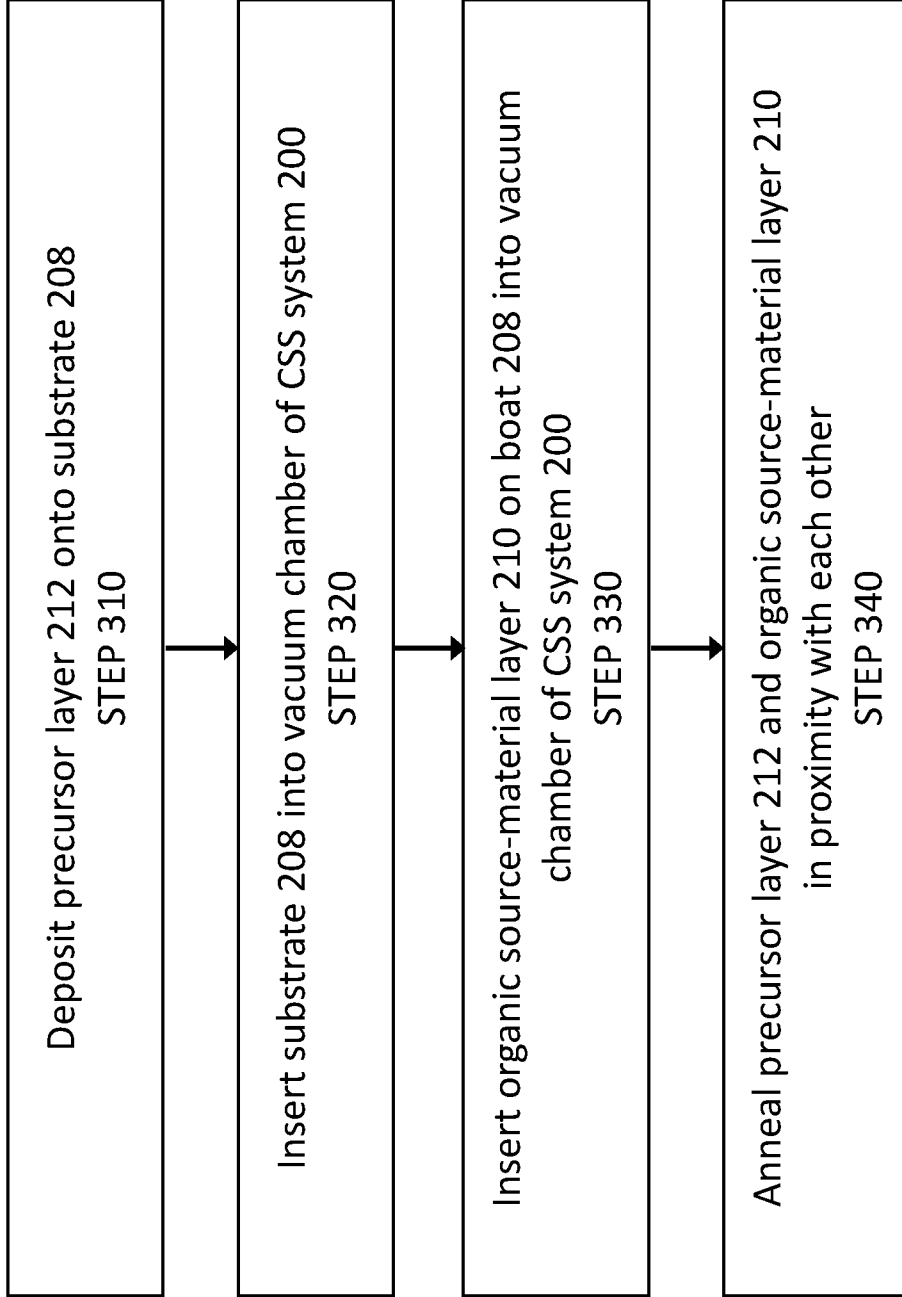 Deposit precursor layer 212 onto substrate 208
STEP 310
Insert substrate 208 into vacuum chamber of CSS system 200
STEP 320
Insert organic source-material layer 210 on boat 208 into vacuum
chamber of CSS system 200
STEP 330
Anneal precursor layer 212 and organic source-material layer 210
in proximity with each other
STEP 340